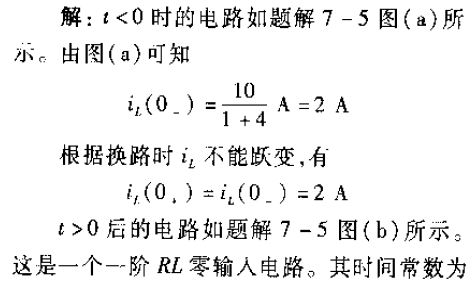 解: t<0 时的电路如题解 7-5 图(a)所
示。由图(a)可知
i_L(0_-) = \frac{10}{1+4} A = 2 A
根据换路时 i_L 不能跃变,有
i_L(0_+) = i_L(0_-) = 2 A
t>0 后的电路如题解 7-5 图(b)所示。
这是一个一阶 RL 零输入电路。其时间常数为